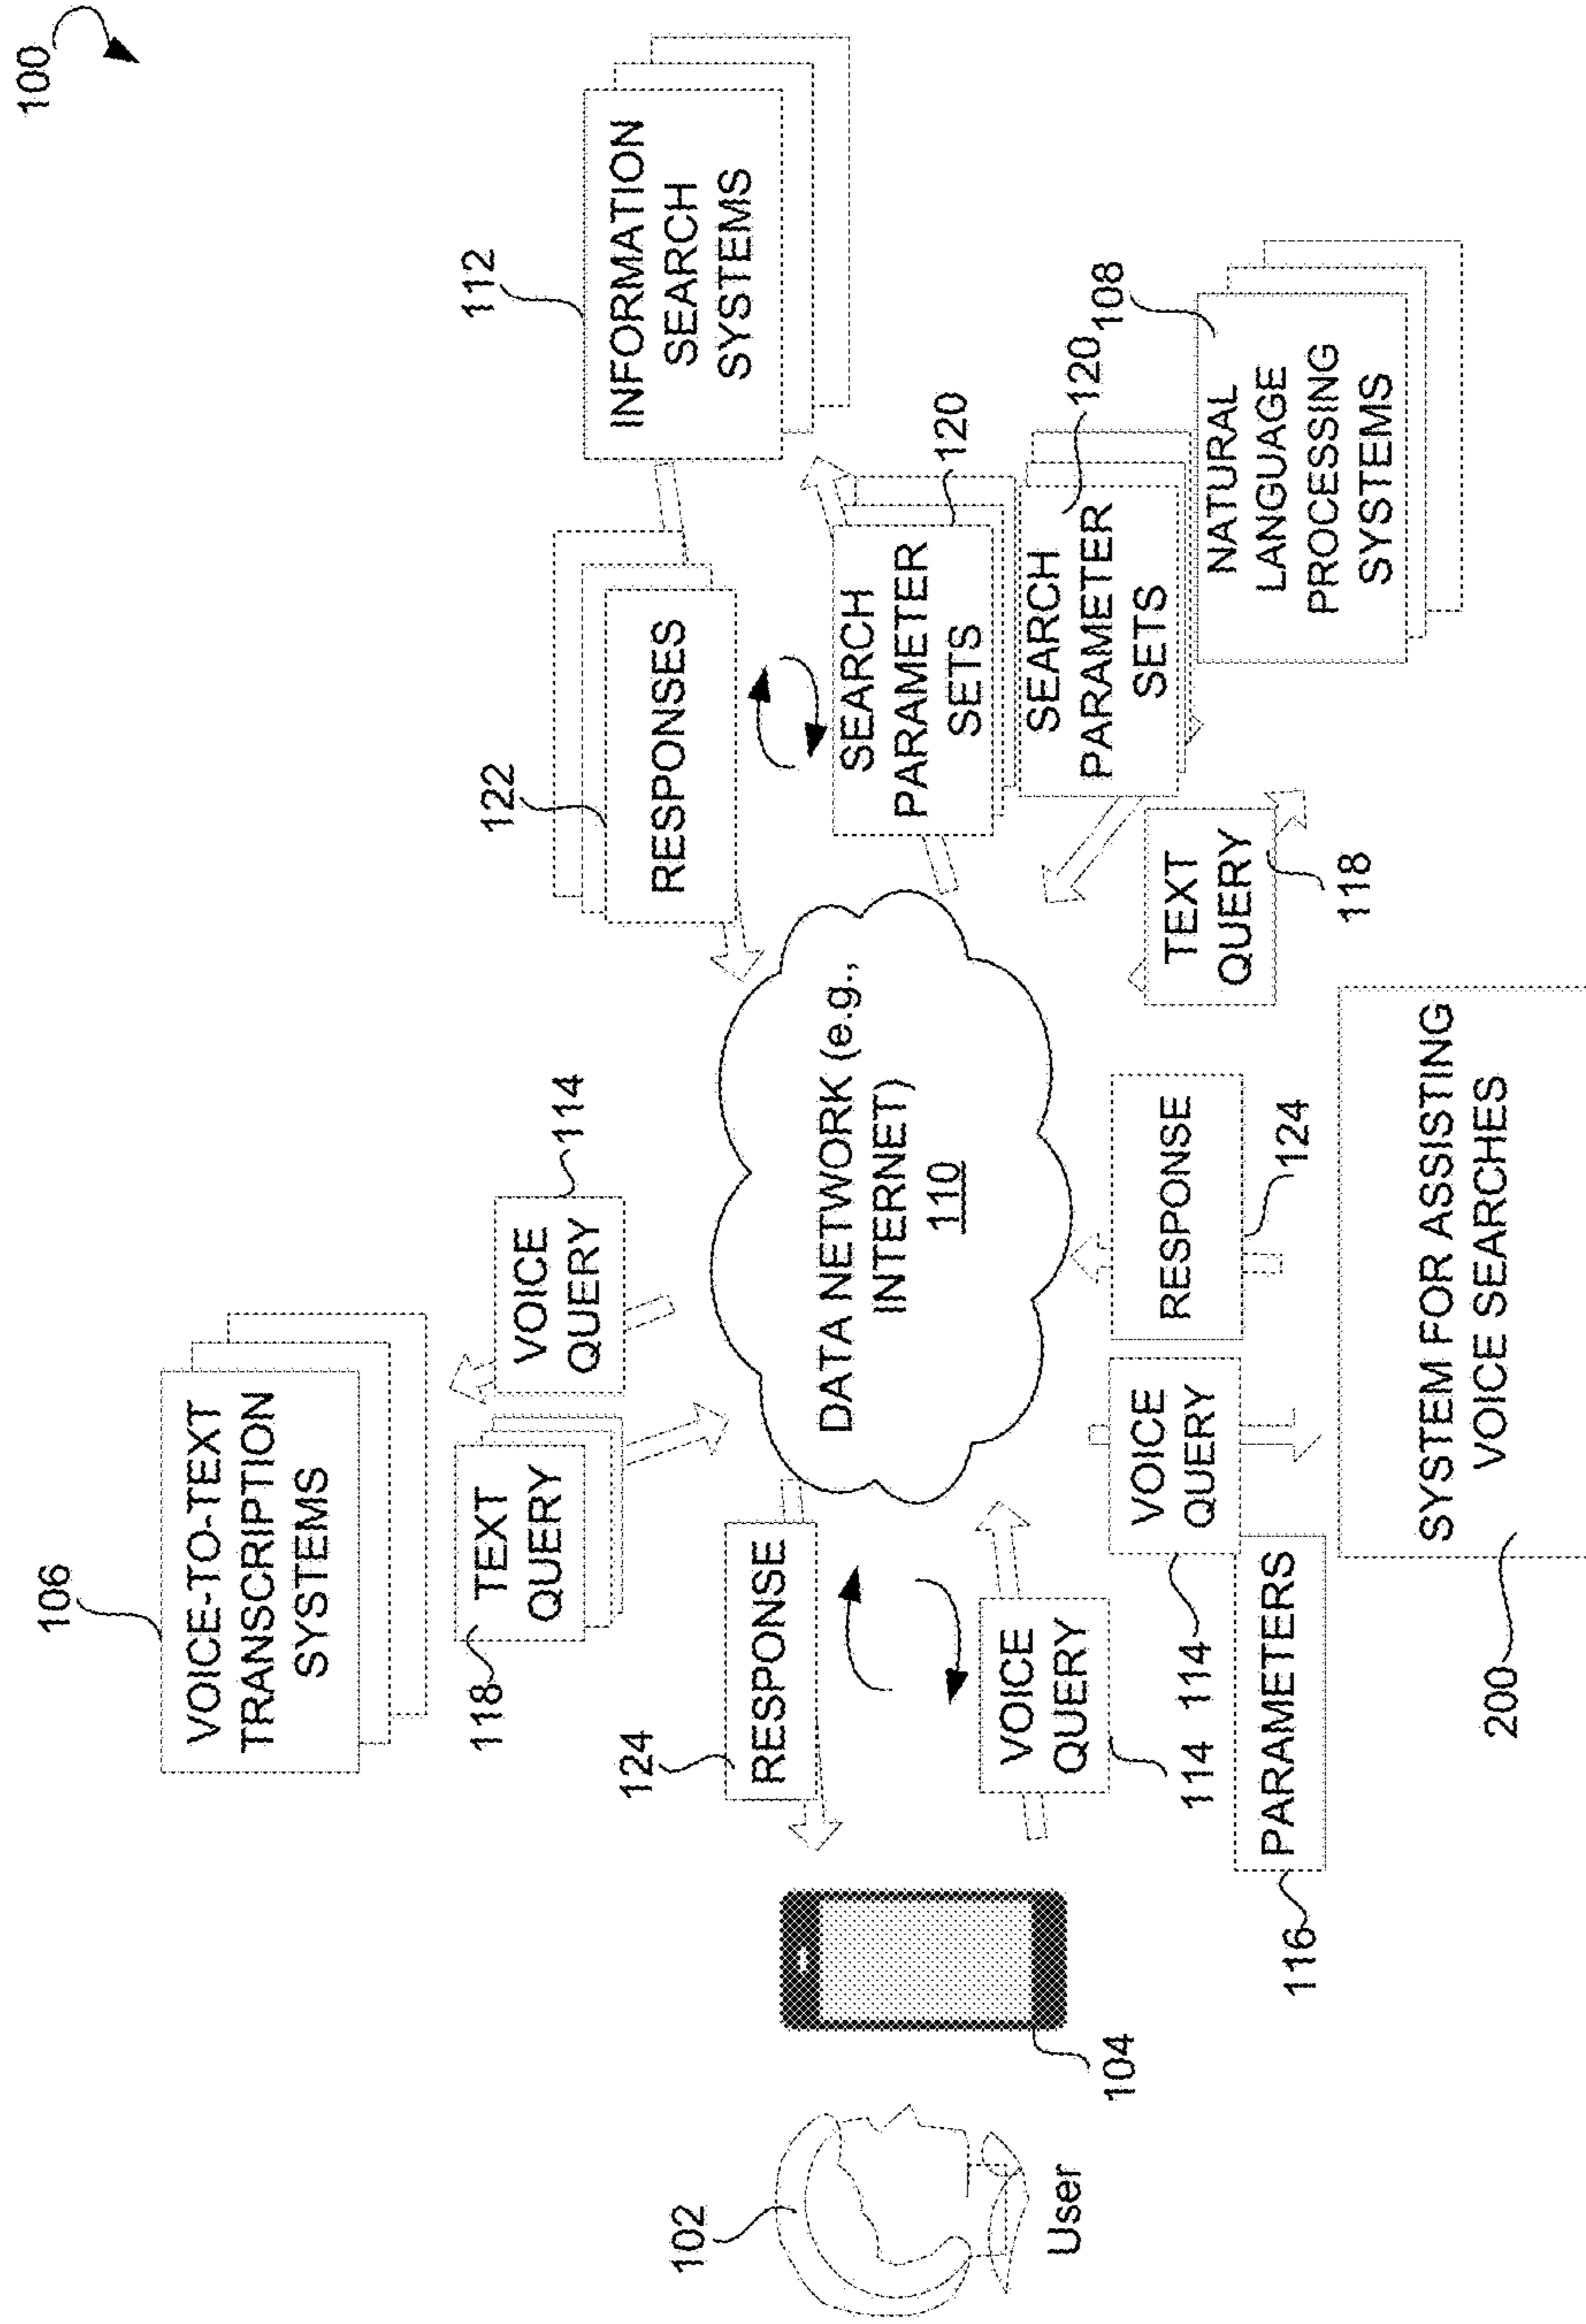 100
106
VOICE-TO-TEXT
TRANSCRIPTION
SYSTEMS
112
INFORMATION
SEARCH
SYSTEMS
118
TEXT
QUERY
VOICE
QUERY
114
122
RESPONSES
124
RESPONSE
102
User
104
VOICE
QUERY
114
DATA NETWORK (e.g.,
INTERNET)
110
SEARCH
PARAMETER
SETS
120
SEARCH
PARAMETER
SETS
120
108
NATURAL
LANGUAGE
PROCESSING
SYSTEMS
TEXT
QUERY
118
VOICE
QUERY
114
RESPONSE
124
116
PARAMETERS
200
SYSTEM FOR ASSISTING
VOICE SEARCHES